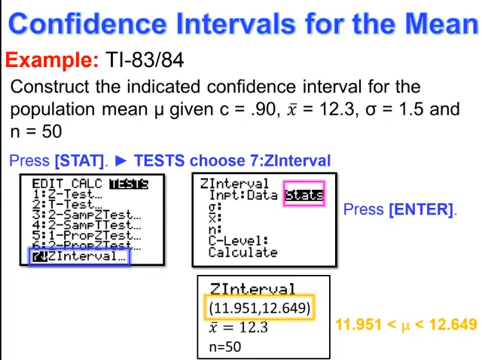 Confidence Intervals for the Mean
Example: TI-83/84
Construct the indicated confidence interval for the
population mean μ given c = .90, x̄ = 12.3, σ = 1.5 and
n = 50
Press [STAT]. ► TESTS choose 7:ZInterval
EDIT CALC TESTS
1:Z-Test…
2:T-Test…
3:2-SampZTest…
4:2-SampTTest…
5:1-PropZTest…
6:2-PropZTest…
7:ZInterval…
ZInterval
Inpt:Data Stats
σ:
x̄:
n:
C-Level:
Calculate
Press [ENTER].
ZInterval
(11.951,12.649)
x̄ = 12.3
n=50
11.951 < μ < 12.649